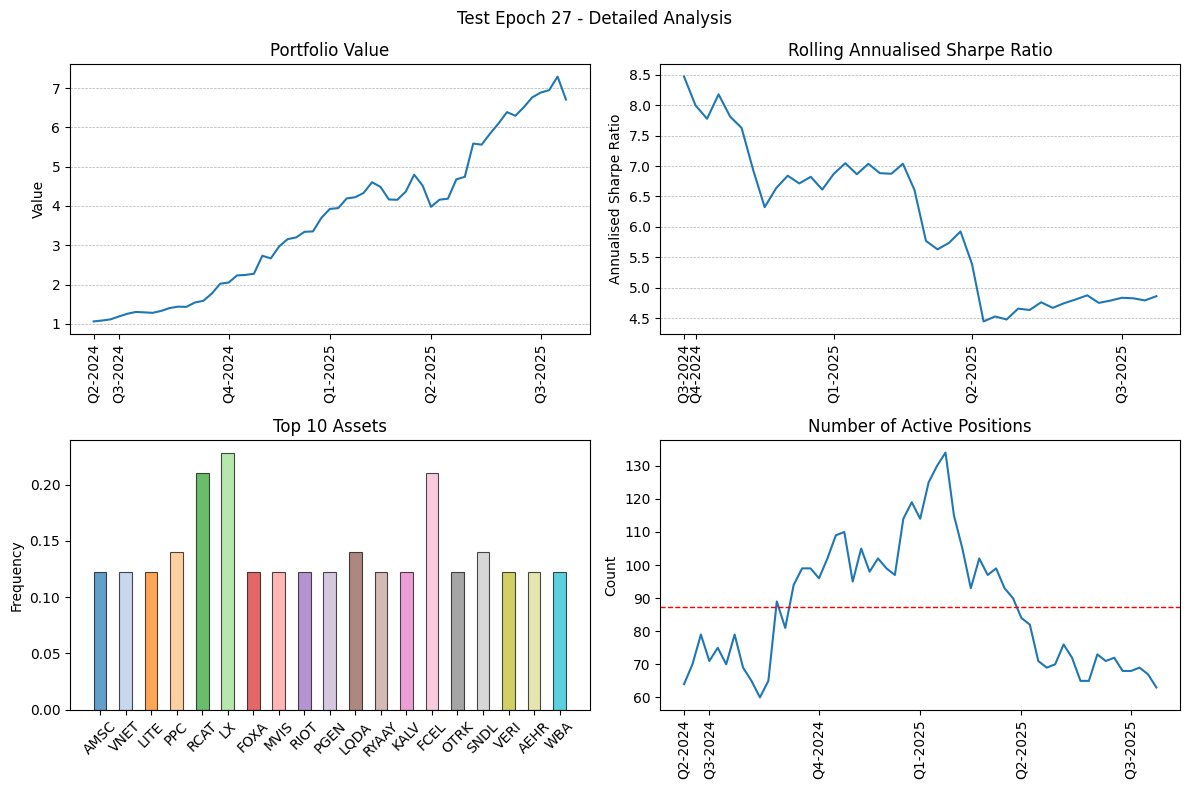 Test Epoch 27 - Detailed Analysis
Portfolio Value
Value
7
6
5
4
3
2
1
Q2-2024
Q3-2024
Q4-2024
Q1-2025
Q2-2025
Q3-2025
Rolling Annualised Sharpe Ratio
Annualised Sharpe Ratio
8.5
8.0
7.5
7.0
6.5
6.0
5.5
5.0
4.5
Q3-2024
Q4-2024
Q1-2025
Q2-2025
Q3-2025
Top 10 Assets
Frequency
0.20
0.15
0.10
0.05
0.00
AMSC
VNET
LITE
PPC
RCAT
LX
FOXA
MVIS
RIOT
PGEN
LQDA
RYAAY
KALV
FCEL
OTRK
SNDL
VERI
AEHR
WBA
Number of Active Positions
Count
130
120
110
100
90
80
70
60
Q2-2024
Q3-2024
Q4-2024
Q1-2025
Q2-2025
Q3-2025